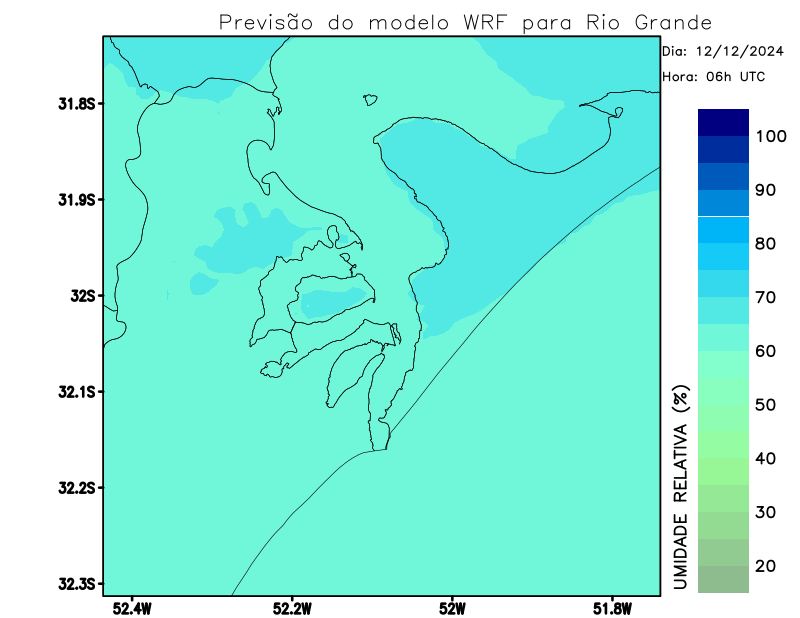 Previsão do modelo WRF para Rio Grande
Dia: 12/12/2024
Hora: 06h UTC
31.8S
31.9S
32S
32.1S
32.2S
32.3S
52.4W
52.2W
52W
51.8W
100
90
80
70
60
50
40
30
20
UMIDADE RELATIVA (%)